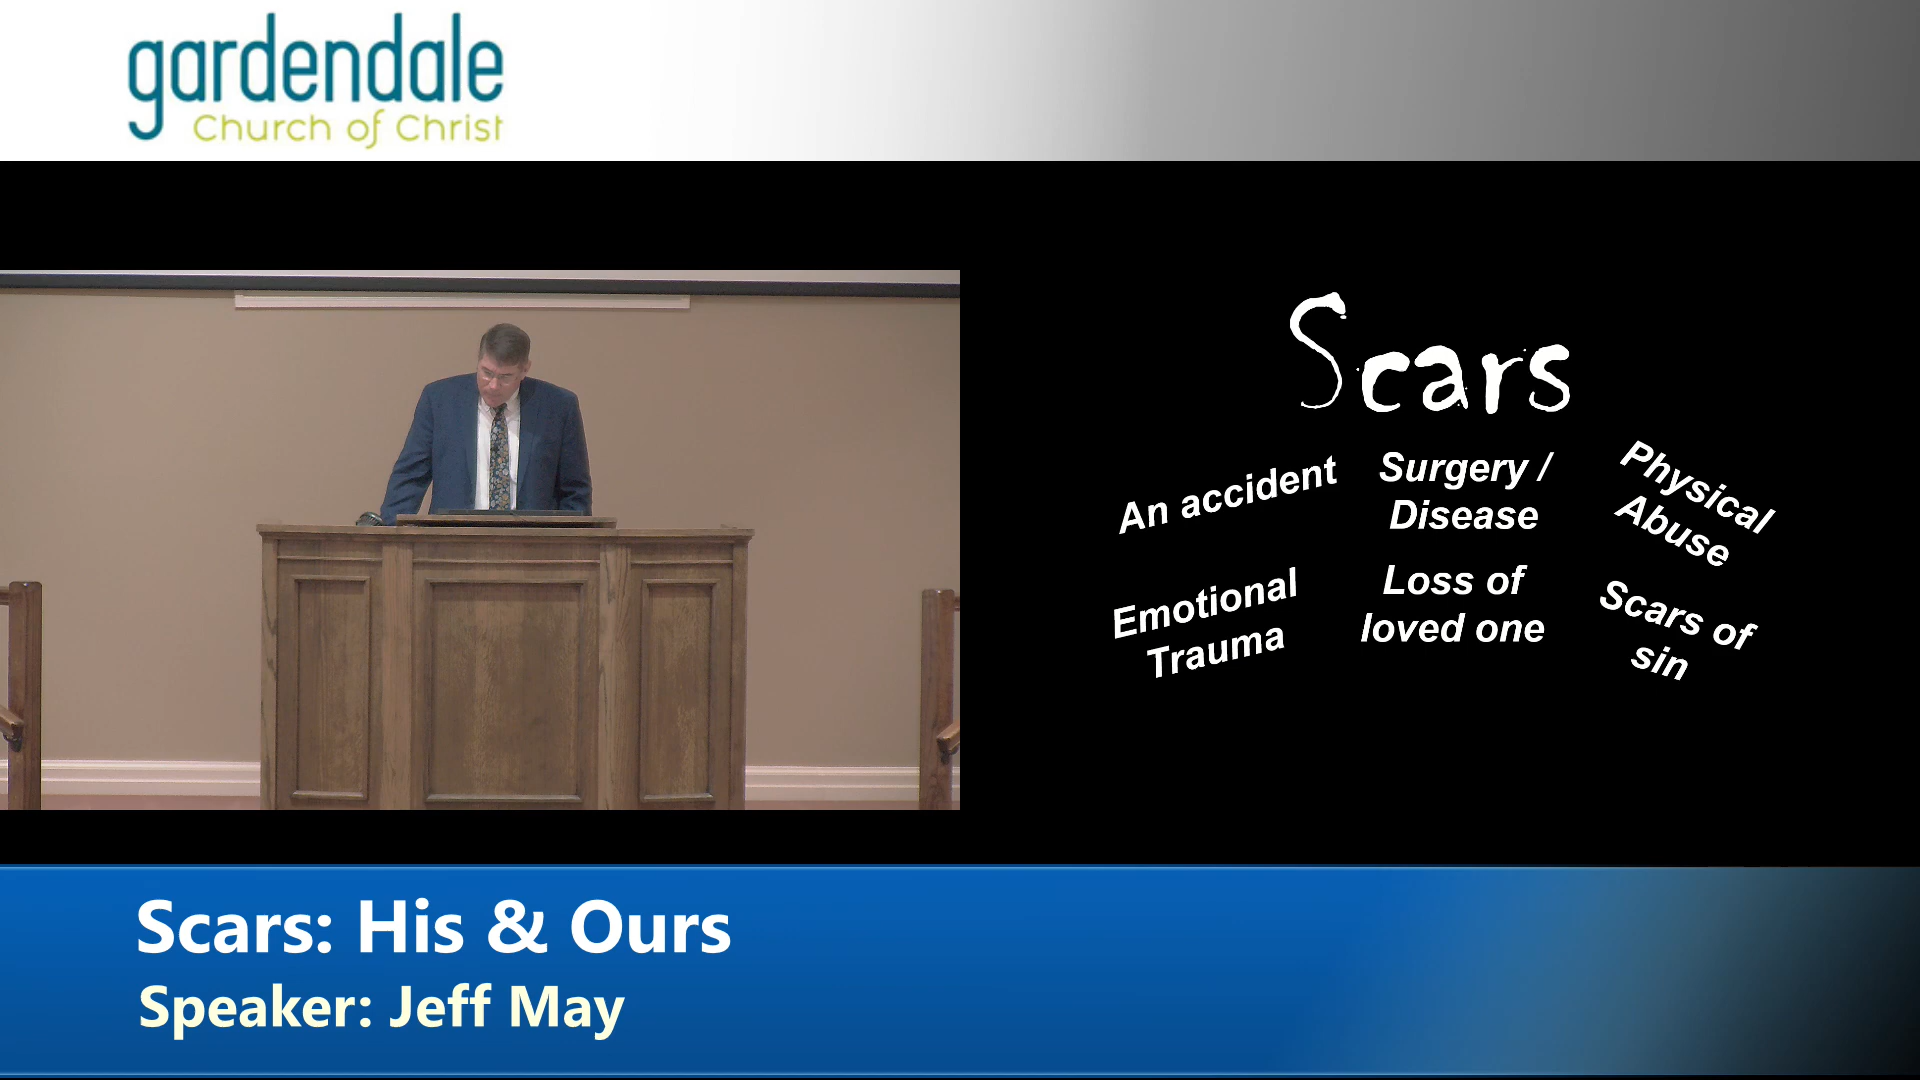 gardendale
Church of Christ
Scars
An accident
Surgery /
Disease
Physical
Abuse
Emotional
Trauma
Loss of
loved one
Scars of
sin
Scars: His & Ours
Speaker: Jeff May